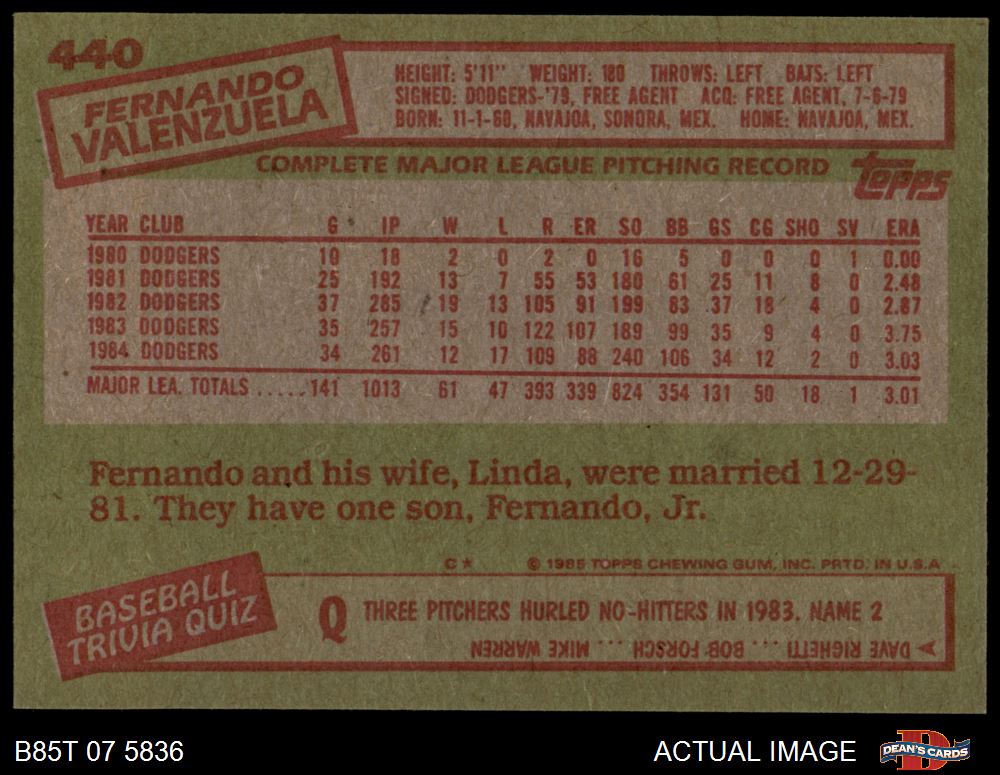 440
FERNANDO
VALENZUELA
HEIGHT: 5'11" WEIGHT: 180 THROWS: LEFT BATS: LEFT
SIGNED: DODGERS-'79, FREE AGENT ACQ: FREE AGENT, 7-6-79
BORN: 11-1-60, NAVAJOA, SONORA, MEX. HOME: NAVAJOA, MEX.
COMPLETE MAJOR LEAGUE PITCHING RECORD
topps
YEAR CLUB G IP W L R ER SO BB GS CG SHO SV ERA
1980 DODGERS 10 18 2 0 2 0 16 5 0 0 0 1 0.00
1981 DODGERS 25 192 13 7 55 53 180 61 25 11 8 0 2.48
1982 DODGERS 37 285 19 13 105 91 199 83 37 18 4 0 2.87
1983 DODGERS 35 257 15 10 122 107 189 99 35 9 4 0 3.75
1984 DODGERS 34 261 12 17 109 88 240 106 34 12 2 0 3.03
MAJOR LEA. TOTALS .....141 1013 61 47 393 339 824 354 131 50 18 1 3.01
Fernando and his wife, Linda, were married 12-29-
81. They have one son, Fernando, Jr.
C* © 1985 TOPPS CHEWING GUM, INC. PRTD. IN U.S.A
BASEBALL
TRIVIA QUIZ
Q THREE PITCHERS HURLED NO-HITTERS IN 1983. NAME 2
DAVE RIGHETTI ... BOB FORSCH ... MIKE WARREN
B85T 07 5836
ACTUAL IMAGE
D
DEAN'S CARDS